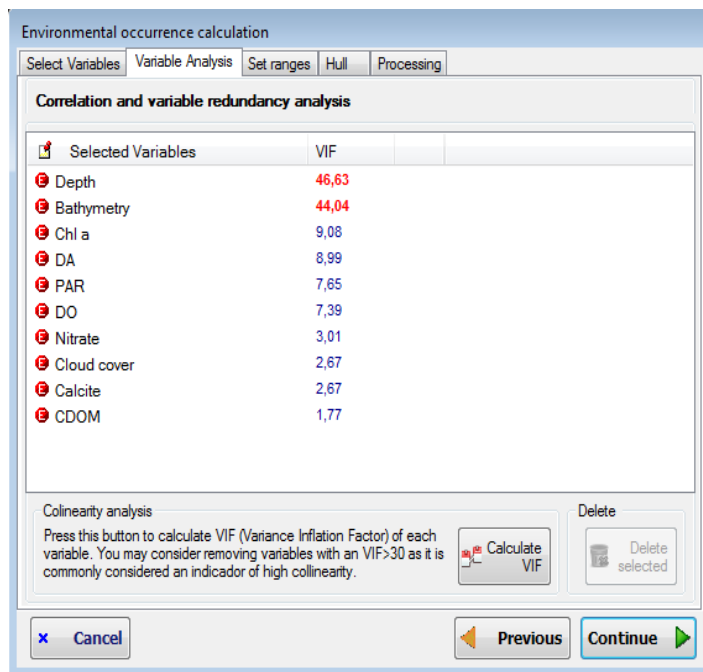 Environmental occurrence calculation
Select Variables Variable Analysis Set ranges Hull Processing
Correlation and variable redundancy analysis
Selected Variables VIF
E Depth 46,63
E Bathymetry 44,04
E Chl a 9,08
E DA 8,99
E PAR 7,65
E DO 7,39
E Nitrate 3,01
E Cloud cover 2,67
E Calcite 2,67
E CDOM 1,77
Colinearity analysis
Press this button to calculate VIF (Variance Inflation Factor) of each
variable. You may consider removing variables with an VIF>30 as it is
commonly considered an indicador of high collinearity.
Calculate
VIF
Delete
Delete
selected
Cancel Previous Continue